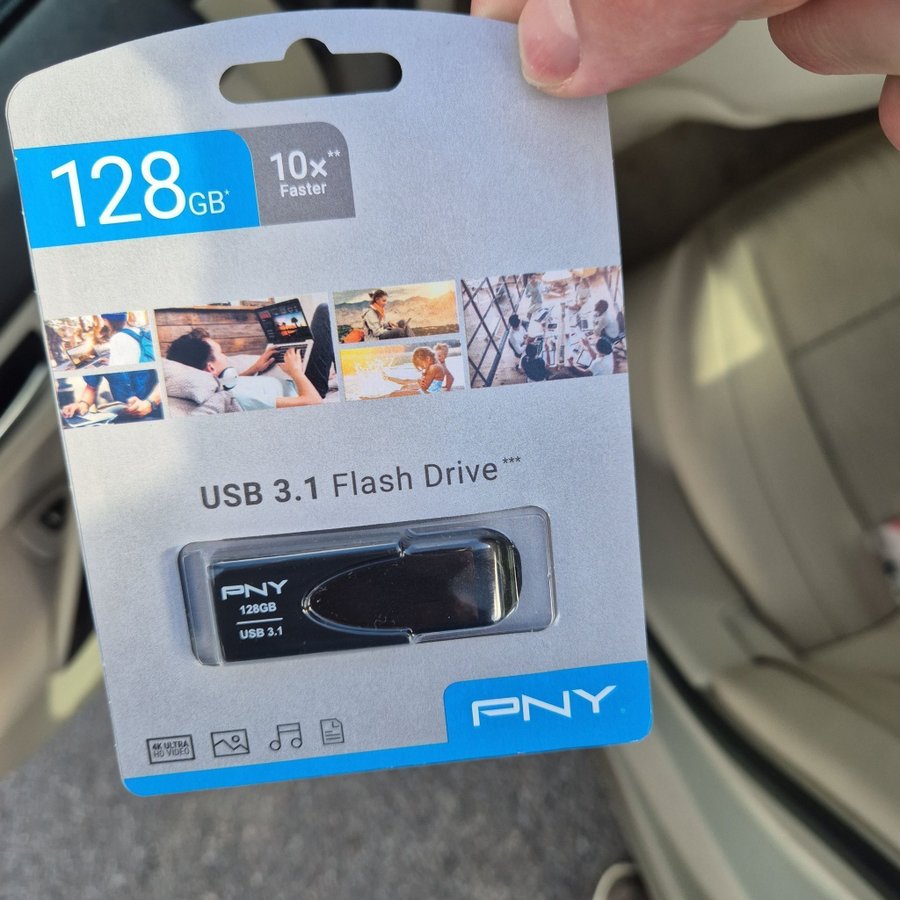 128GB*
10x**
Faster
USB 3.1 Flash Drive***
PNY
128GB
USB 3.1
4K ULTRA
HD VIDEO
PNY